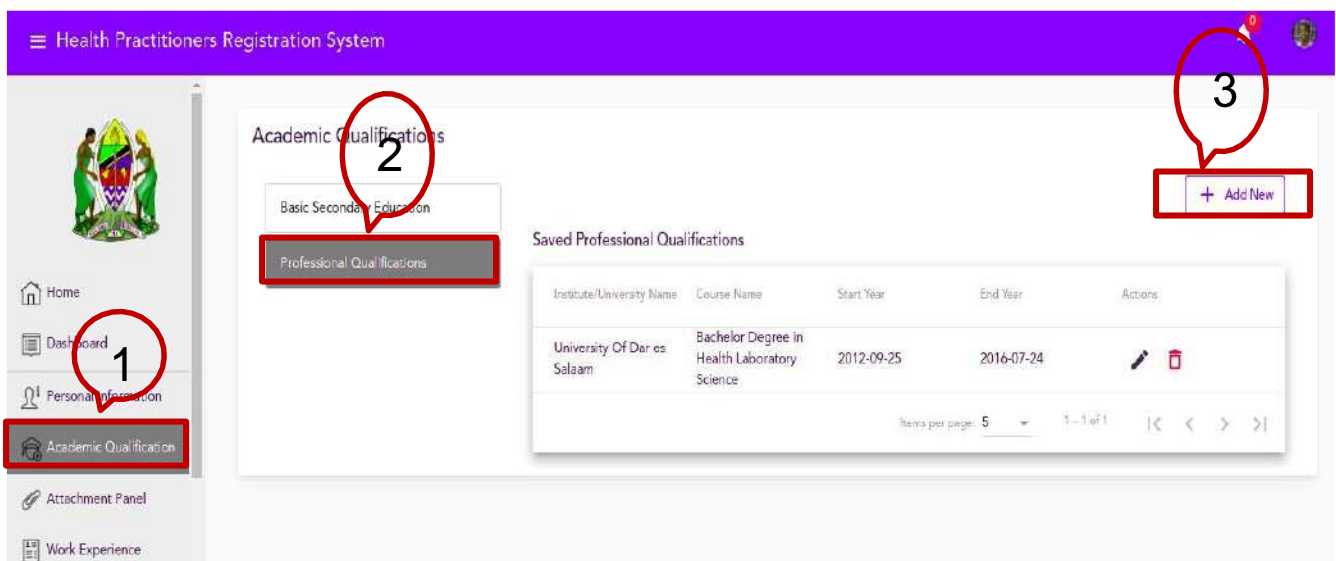 Health Practitioners Registration System
0
3
Academic Qualifications
2
+ Add New
Basic Secondary Education
Professional Qualifications
Saved Professional Qualifications
Institute/University Name Course Name Start Year End Year Actions
University Of Dar es Salaam
Bachelor Degree in
Health Laboratory
Science
2012-09-25 2016-07-24
Items per page: 5 1 – 1 of 1
Home
Dashboard
1
Personal Information
Academic Qualification
Attachment Panel
Work Experience